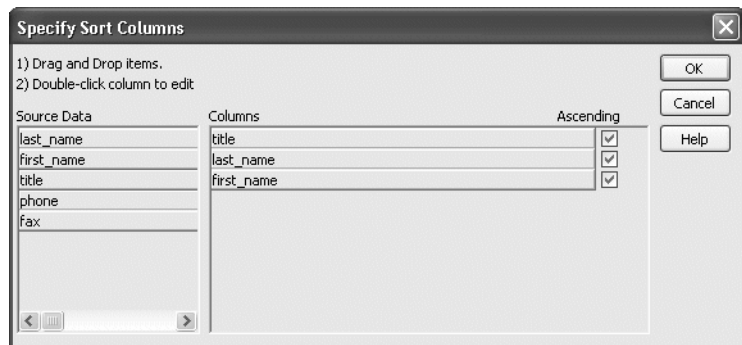 Specify Sort Columns
1) Drag and Drop items.
2) Double-click column to edit
OK
Cancel
Help
Source Data
last_name
first_name
title
phone
fax
Columns Ascending
title
last_name
first_name